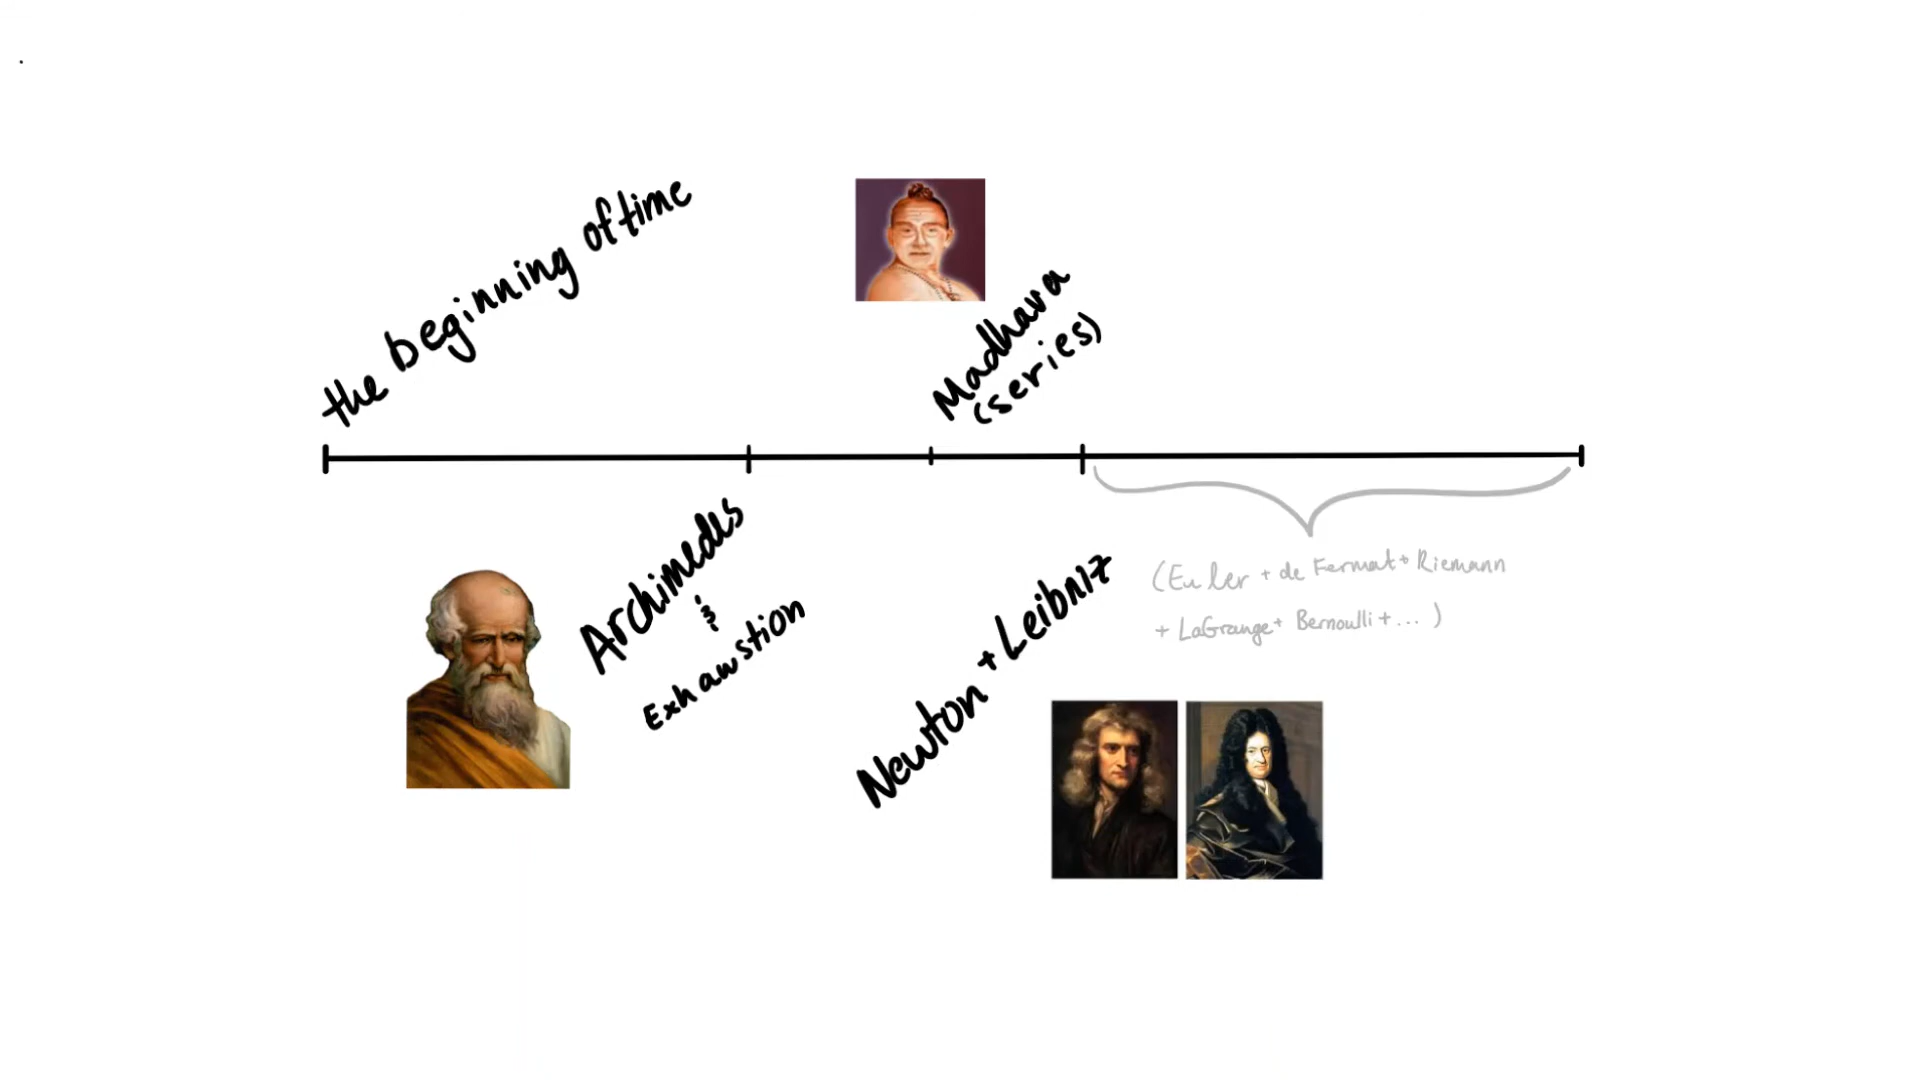 the beginning of time
Madhava
(series)
Archimedes
&
Exhaustion
Newton + Leibniz
(Euler + de Fermat + Riemann
+ LaGrange + Bernoulli + ... )